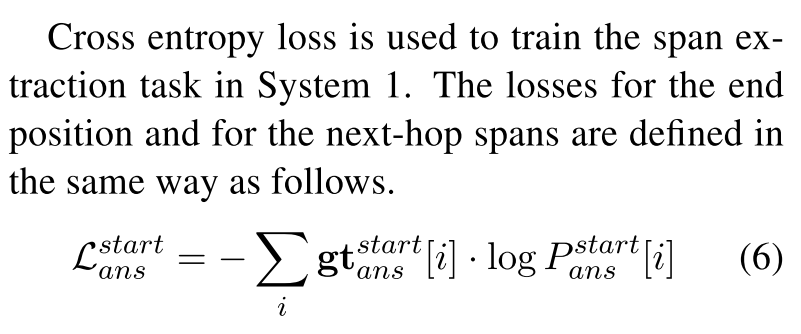 Cross entropy loss is used to train the span ex-
traction task in System 1. The losses for the end
position and for the next-hop spans are defined in
the same way as follows.
$\mathcal{L}_{ans}^{start} = -\sum_{i} \mathbf{gt}_{ans}^{start}[i] \cdot \log P_{ans}^{start}[i]$ (6)